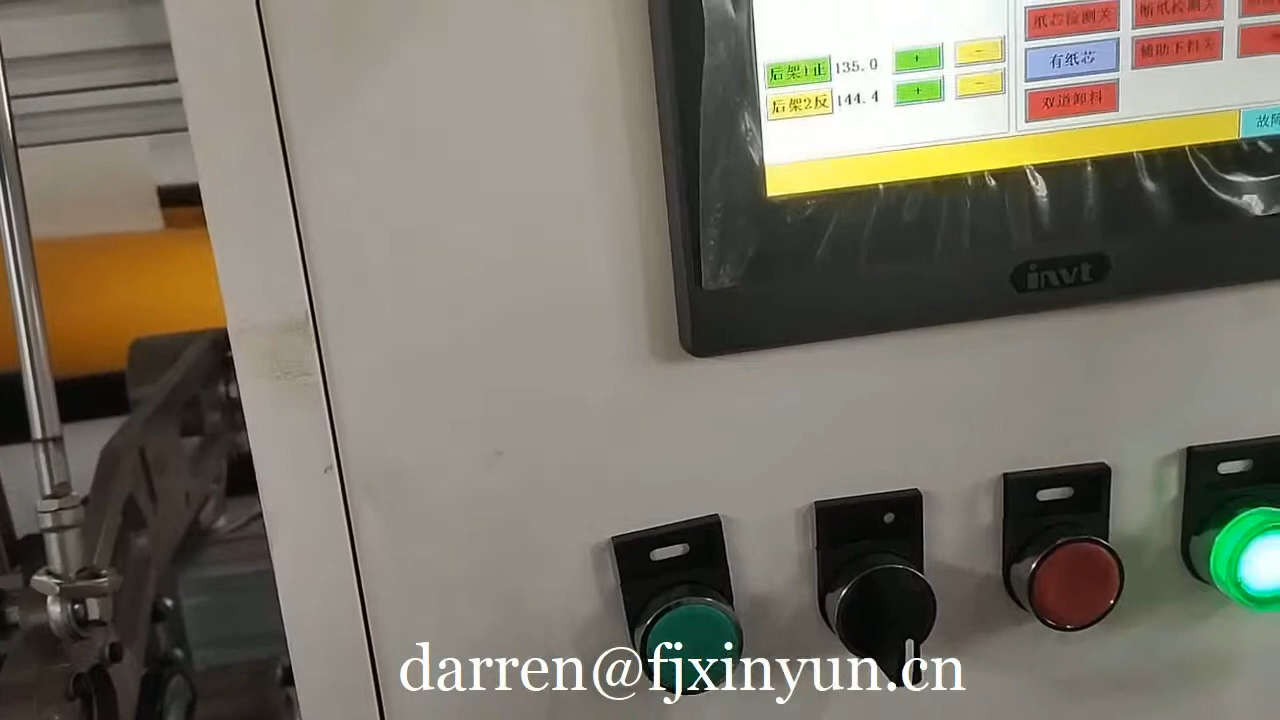 纸芯检测关 断纸检测关
后架1正 135.0 + - 有纸芯 辅助下料关
后架2反 144.4 + - 双道卸料
故障
invt
darren@fjxinyun.cn